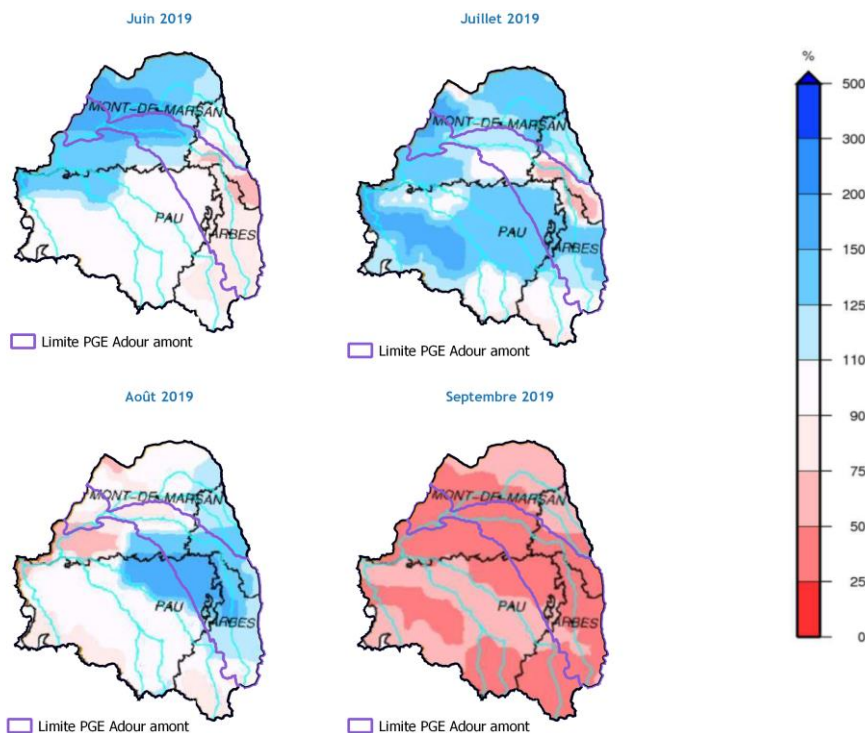 Juin 2019
Juillet 2019
MONT-DE-MARSAN
PAU
ARBES
Limite PGE Adour amont
MONT-DE-MARSAN
PAU
ARBES
Limite PGE Adour amont
Août 2019
Septembre 2019
MONT-DE-MARSAN
PAU
ARBES
Limite PGE Adour amont
MONT-DE-MARSAN
PAU
ARBES
Limite PGE Adour amont
%
500
300
200
150
125
110
90
75
50
25
0